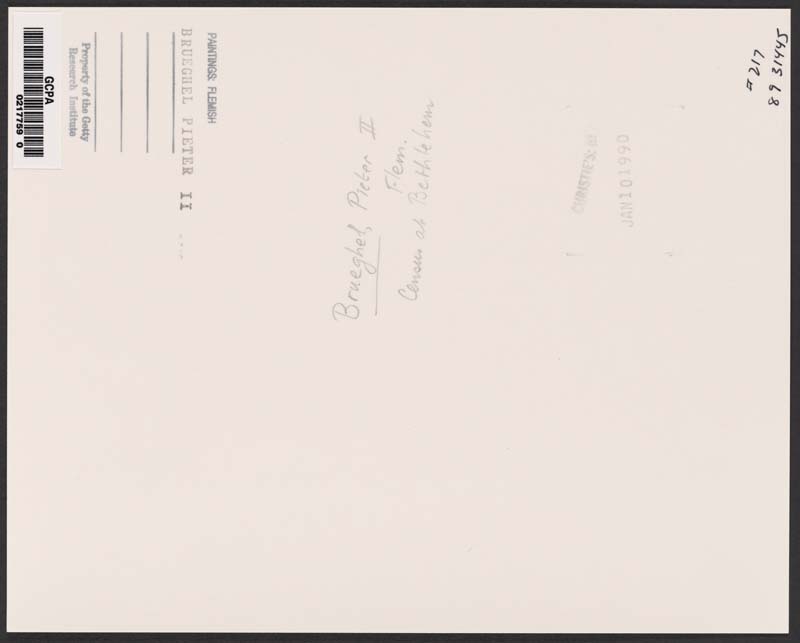 GCPA
0217759 0
Property of the Getty
Research Institute
PAINTINGS: FLEMISH
BRUEGHEL PIETER II
Brueghel, Pieter II
Flem.
Census at Bethlehem
CHRISTIE'S
JAN 10 1990
#217
89 31445